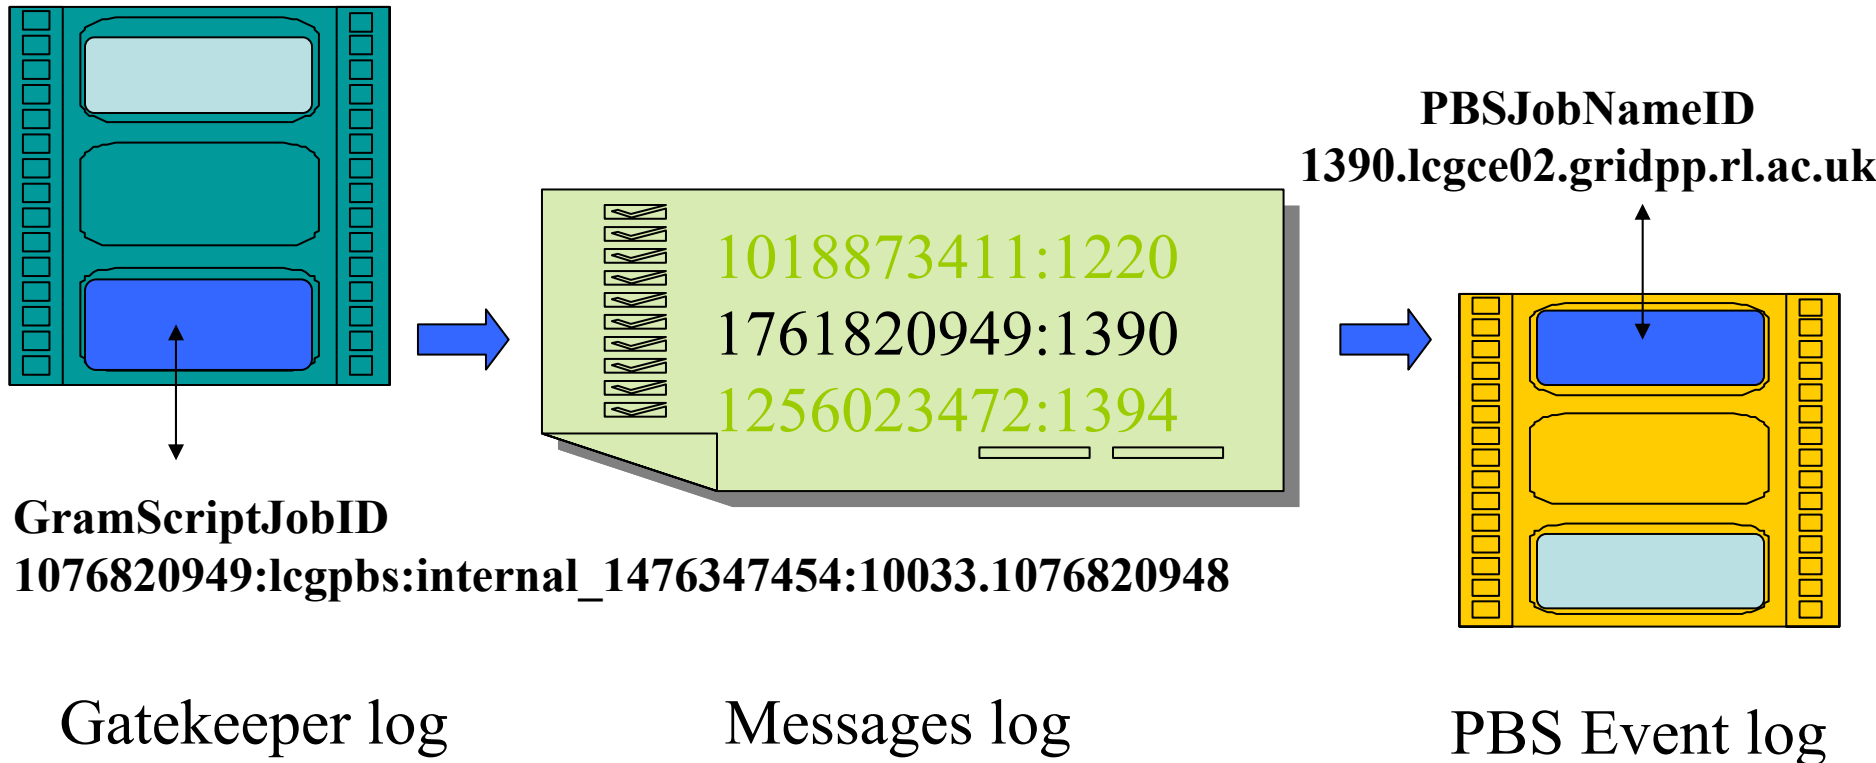 PBSJobNameID
1390.lcgce02.gridpp.rl.ac.uk
1018873411:1220
1761820949:1390
1256023472:1394
GramScriptJobID
1076820949:lcgpbs:internal_1476347454:10033.1076820948
Gatekeeper log
Messages log
PBS Event log